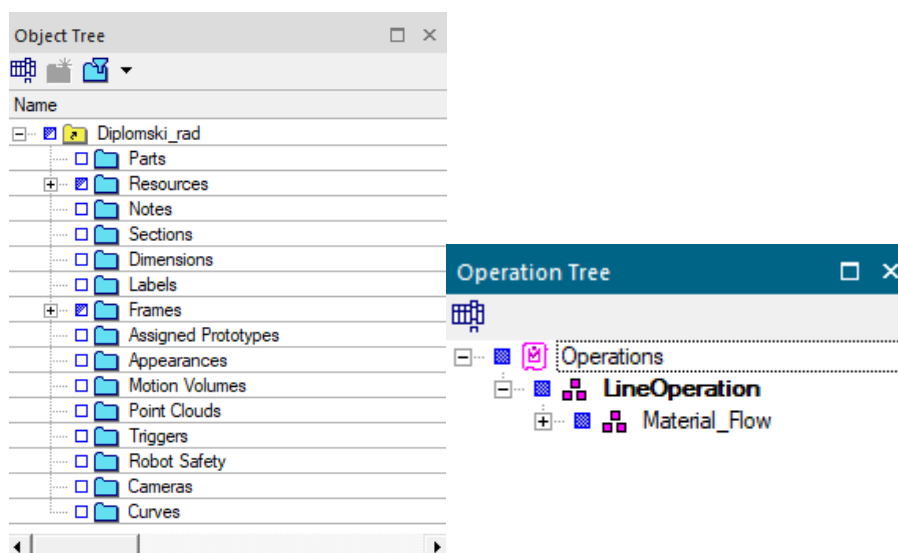 Object Tree
Name
Diplomski_rad
Parts
Resources
Notes
Sections
Dimensions
Labels
Frames
Assigned Prototypes
Appearances
Motion Volumes
Point Clouds
Triggers
Robot Safety
Cameras
Curves
Operation Tree
Operations
LineOperation
Material_Flow